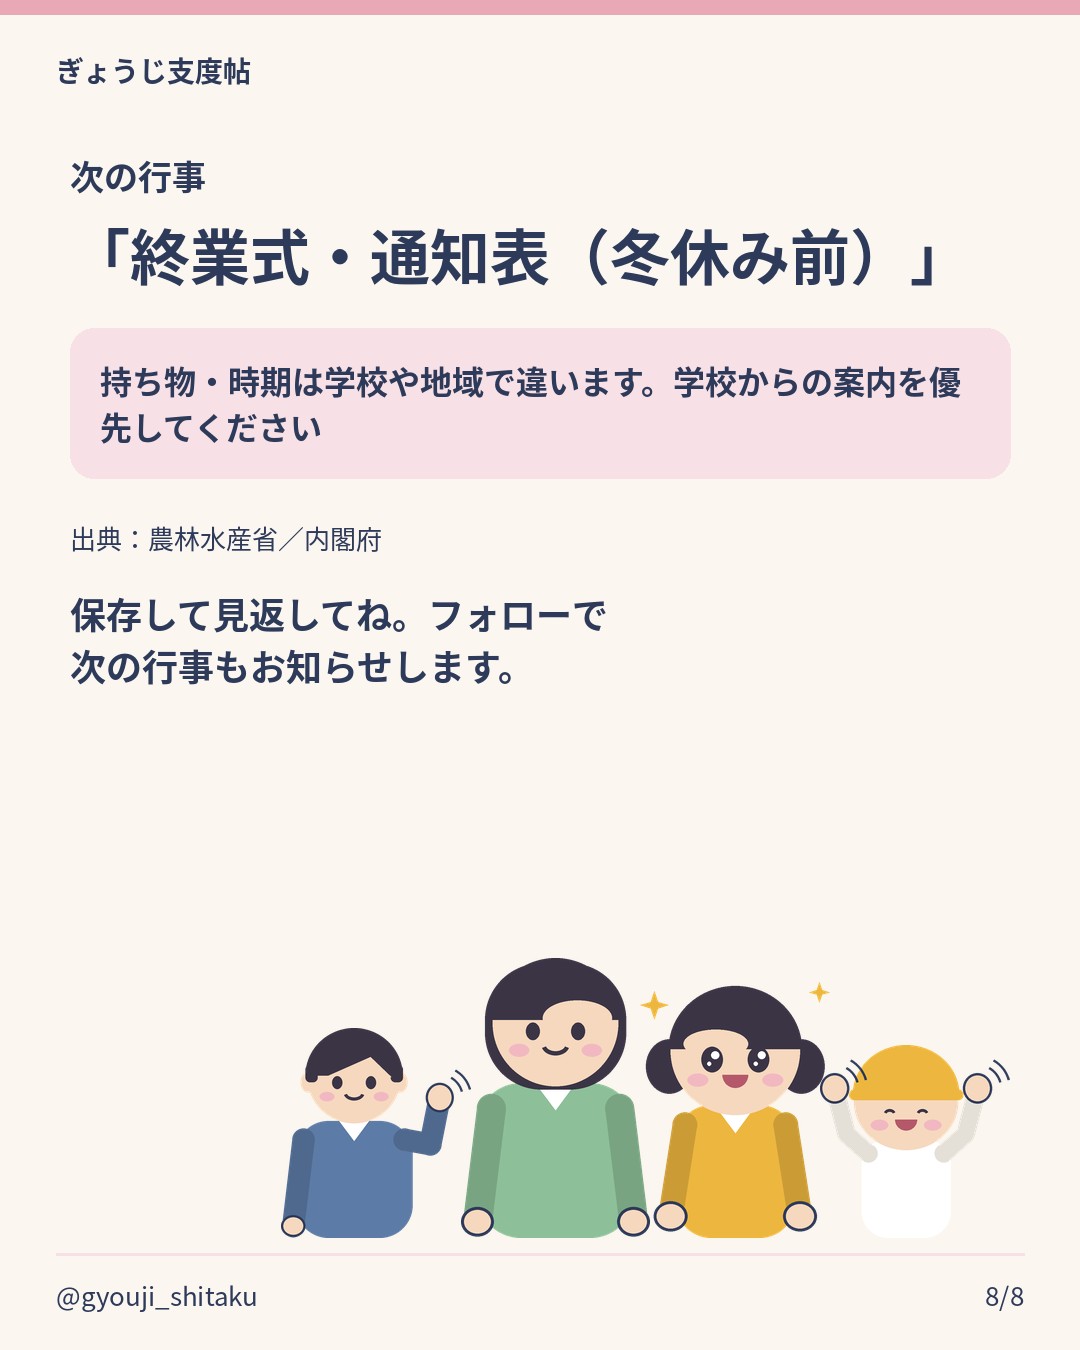 ぎょうじ支度帖
次の行事
「終業式・通知表（冬休み前）」
持ち物・時期は学校や地域で違います。学校からの案内を優
先してください
出典：農林水産省／内閣府
保存して見返してね。フォローで
次の行事もお知らせします。
@gyouji_shitaku
8/8